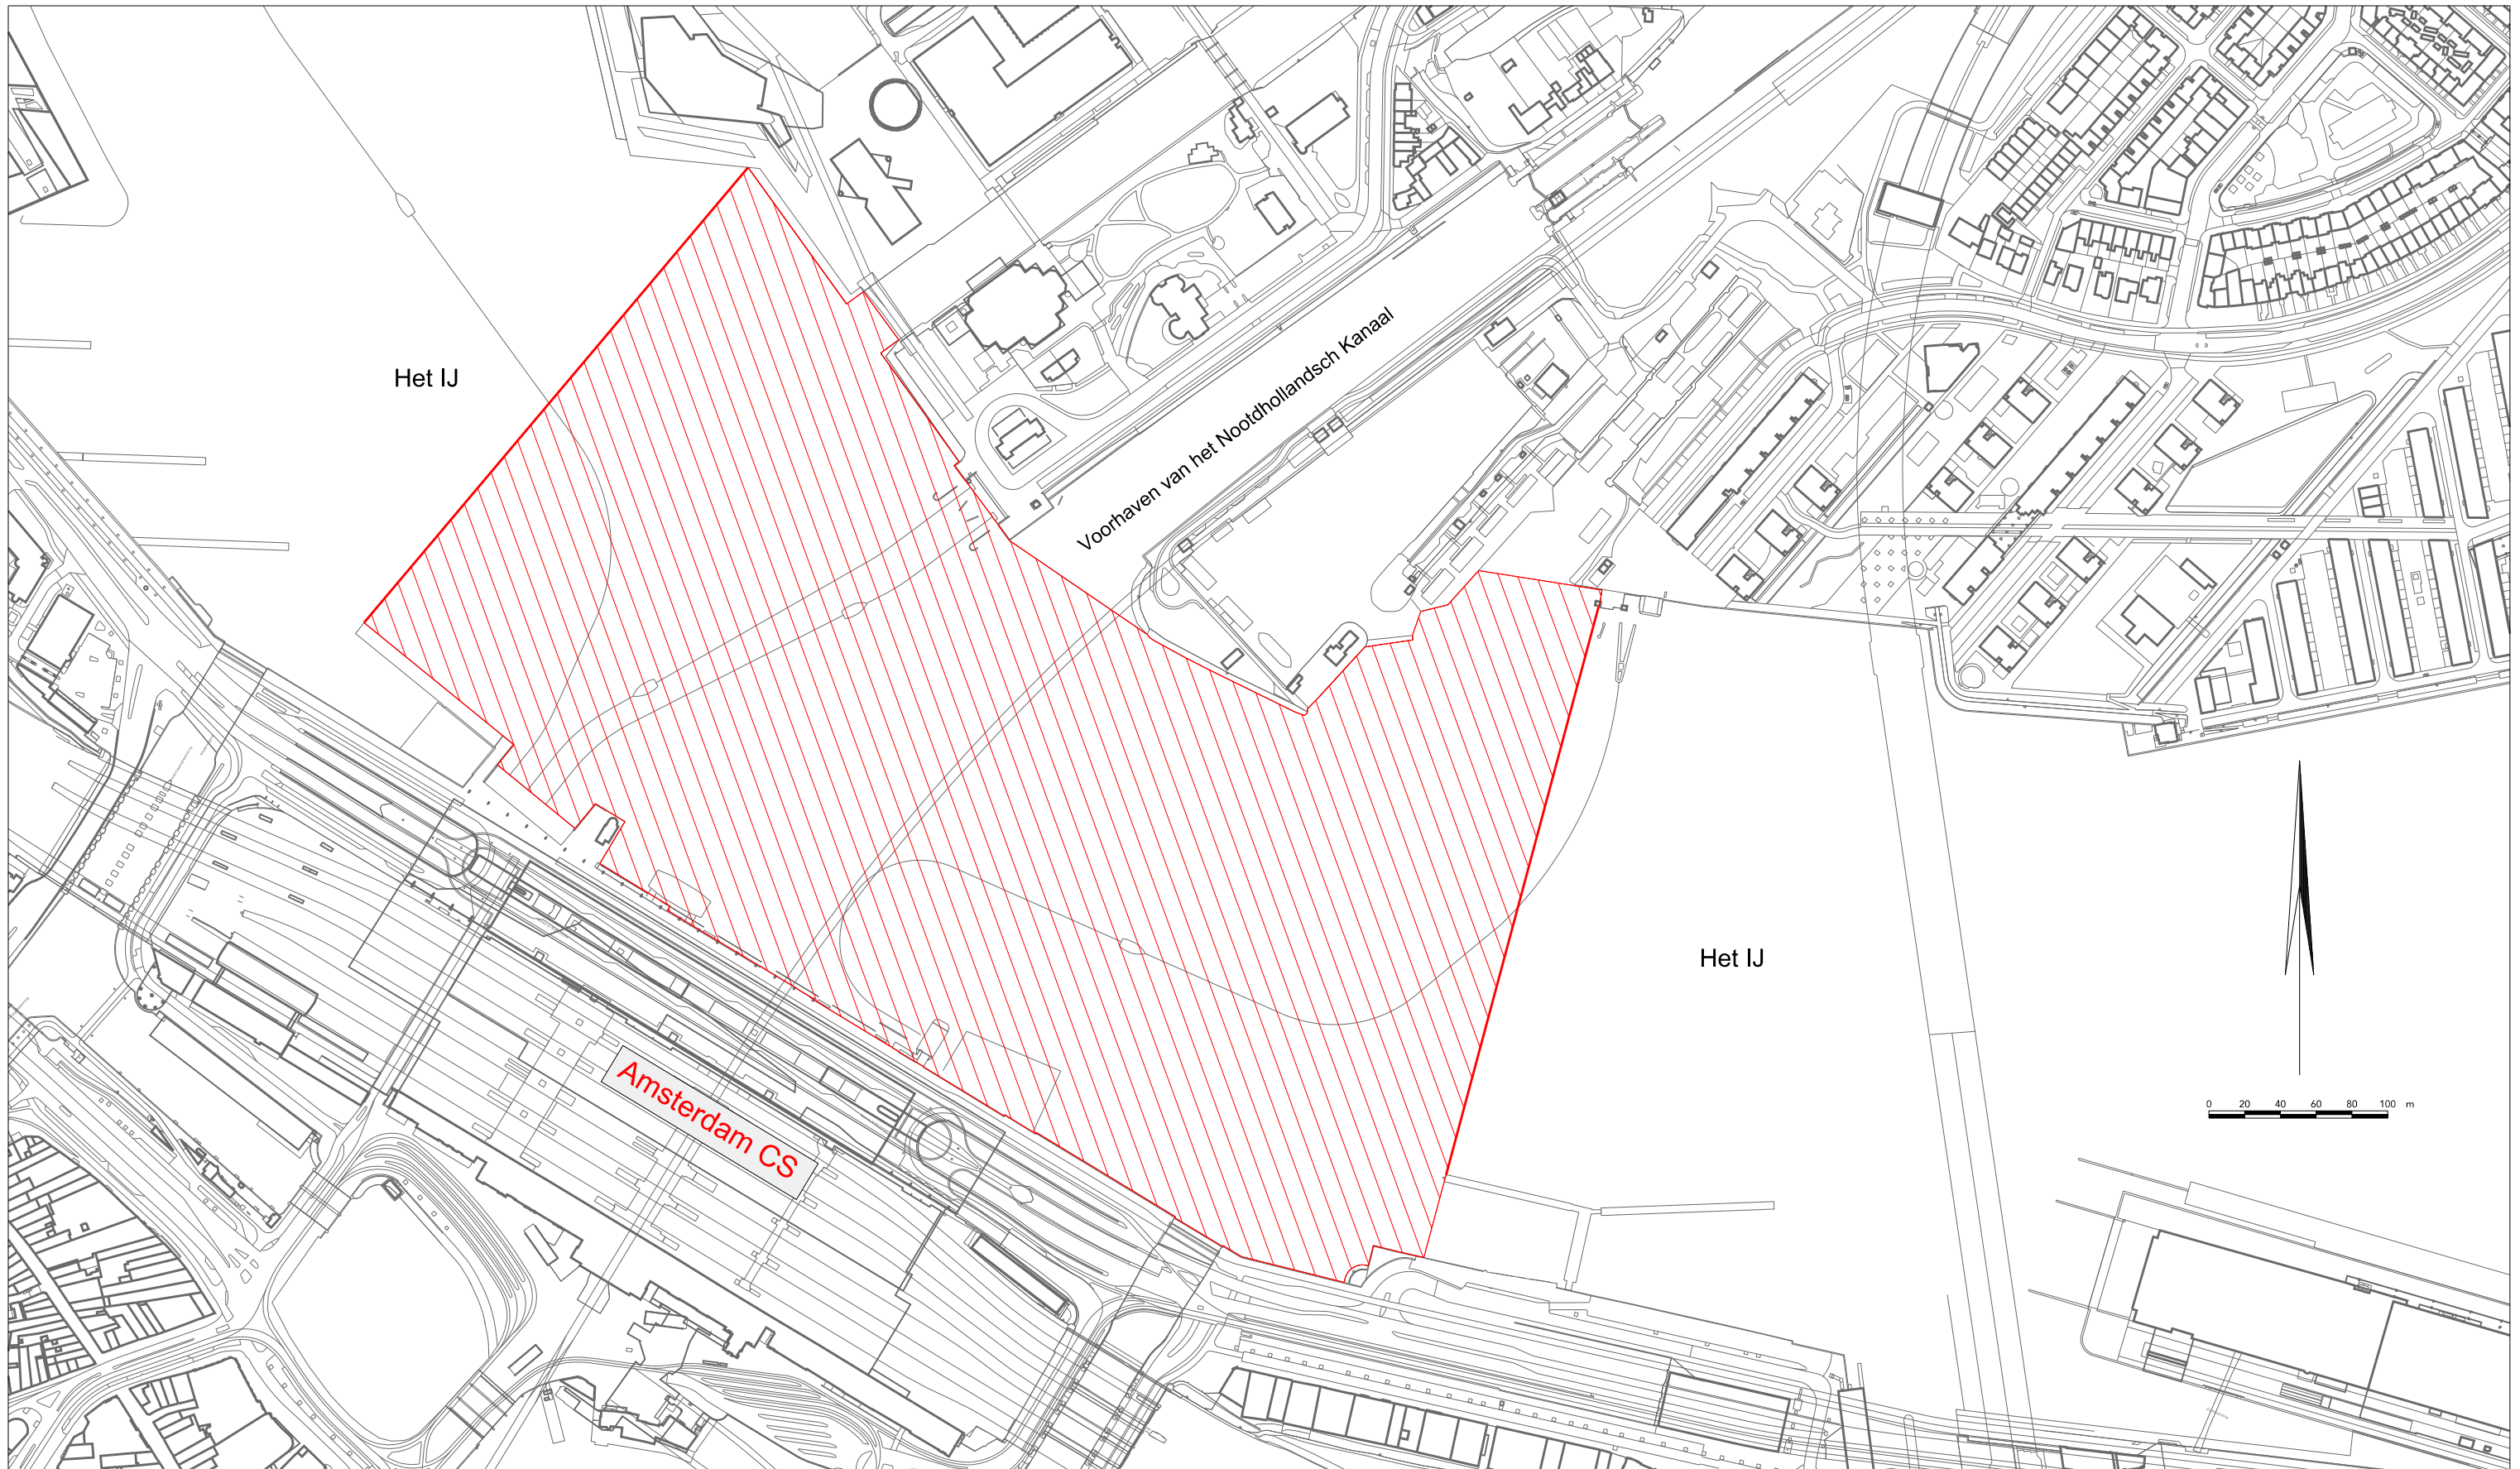 Het IJ
Voorhaven van het Nootdhollandsch Kanaal
Het IJ
Amsterdam CS
0 20 40 60 80 100 m